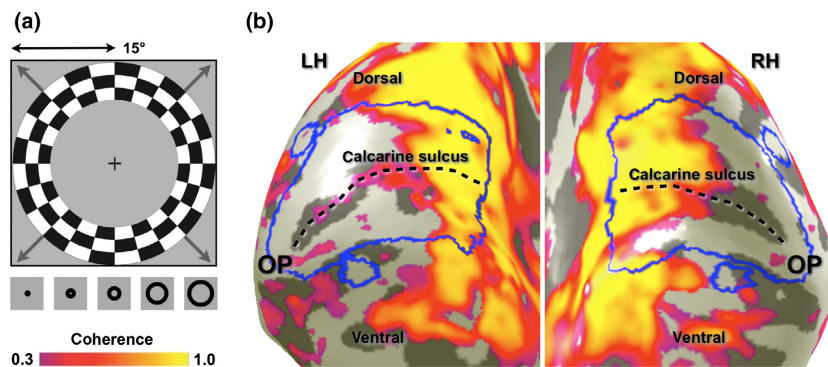 (a)
15°
Coherence
0.3
1.0
(b)
LH
Dorsal
Calcarine sulcus
OP
Ventral
RH
Dorsal
Calcarine sulcus
OP
Ventral